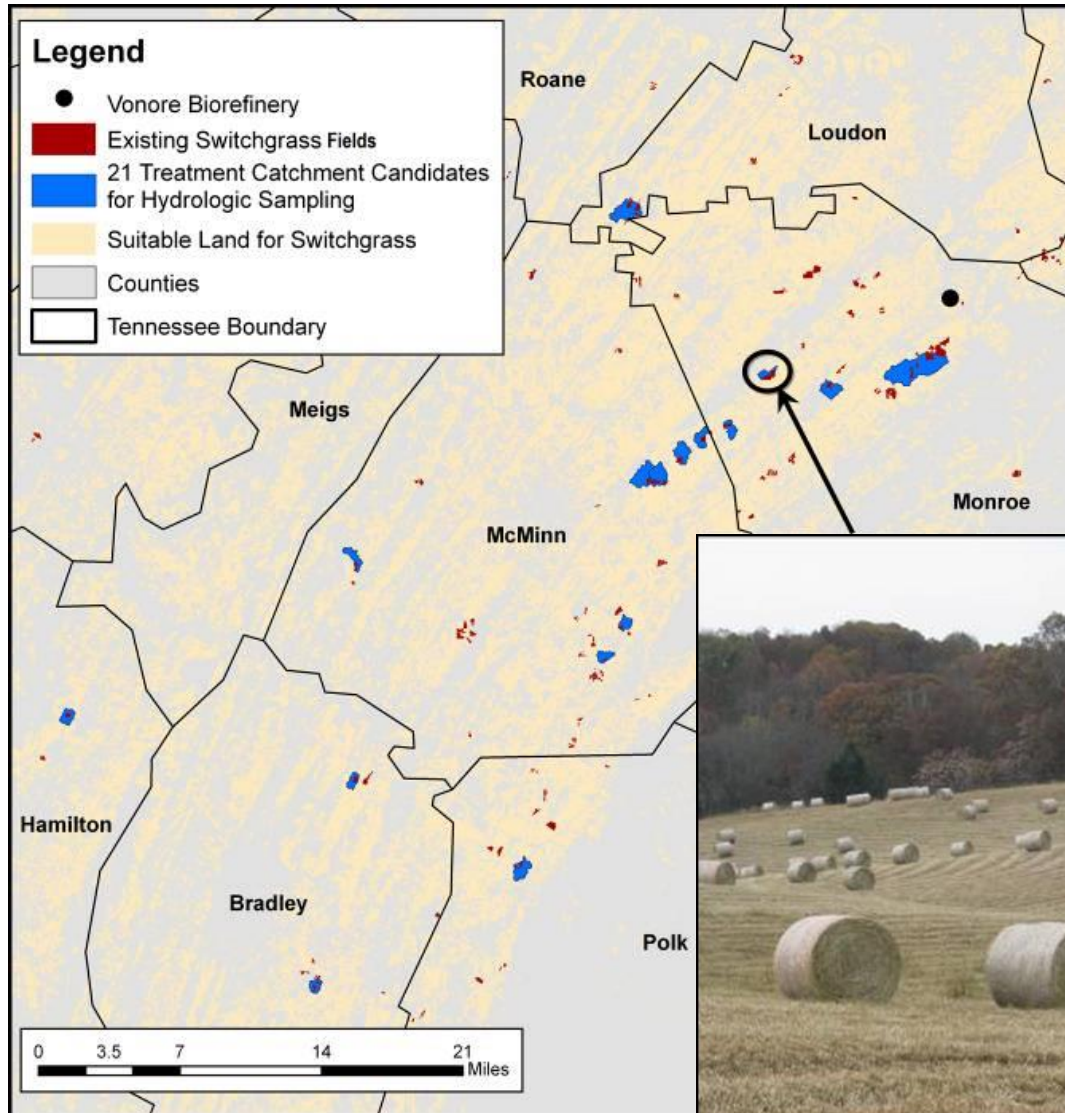 Legend
Vonore Biorefinery
Existing Switchgrass Fields
21 Treatment Catchment Candidates
for Hydrologic Sampling
Suitable Land for Switchgrass
Counties
Tennessee Boundary
Roane
Loudon
Meigs
Monroe
McMinn
Hamilton
Bradley
Polk
0 3.5 7 14 21
Miles